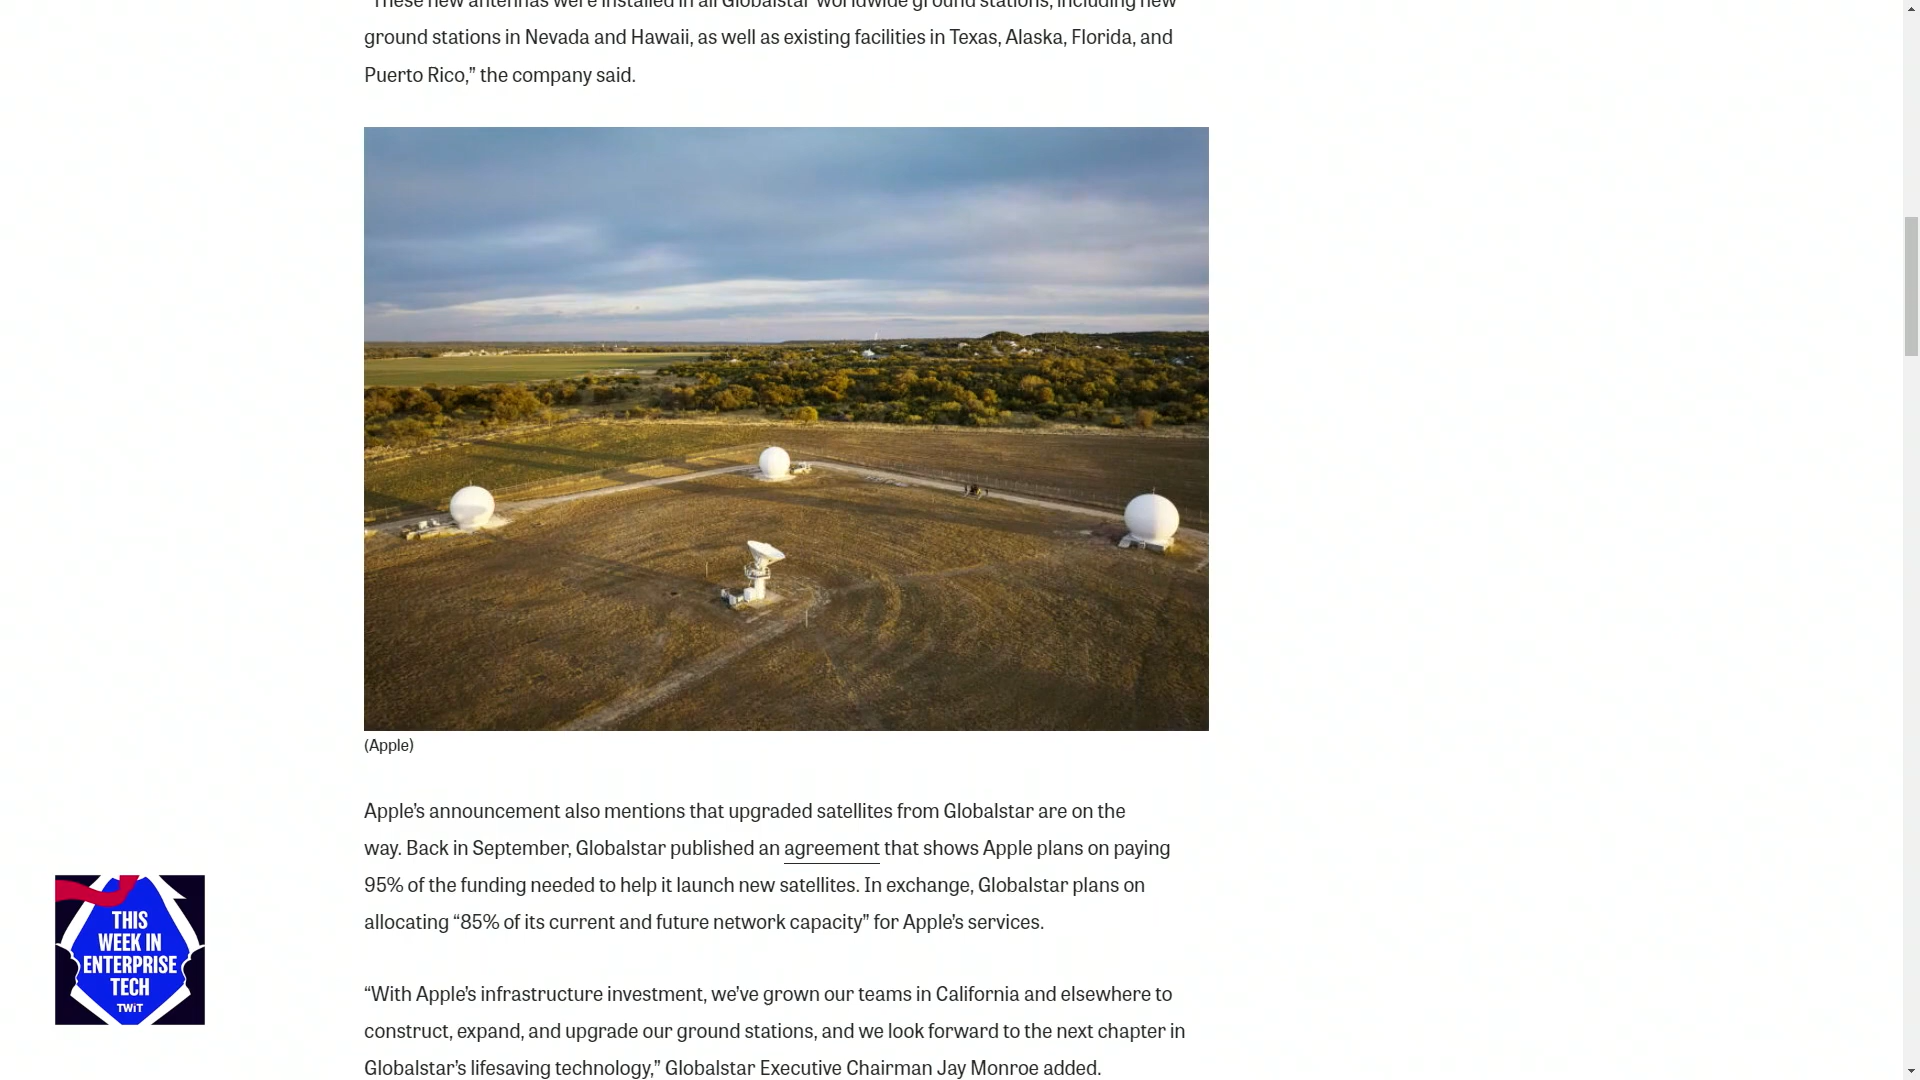 "These new antennas were installed in all Globalstar worldwide ground stations, including new
ground stations in Nevada and Hawaii, as well as existing facilities in Texas, Alaska, Florida, and
Puerto Rico,” the company said.
(Apple)
Apple’s announcement also mentions that upgraded satellites from Globalstar are on the
way. Back in September, Globalstar published an agreement that shows Apple plans on paying
95% of the funding needed to help it launch new satellites. In exchange, Globalstar plans on
allocating “85% of its current and future network capacity” for Apple’s services.
“With Apple’s infrastructure investment, we’ve grown our teams in California and elsewhere to
construct, expand, and upgrade our ground stations, and we look forward to the next chapter in
Globalstar’s lifesaving technology,” Globalstar Executive Chairman Jay Monroe added.
THIS
WEEK IN
ENTERPRISE
TECH
TWiT